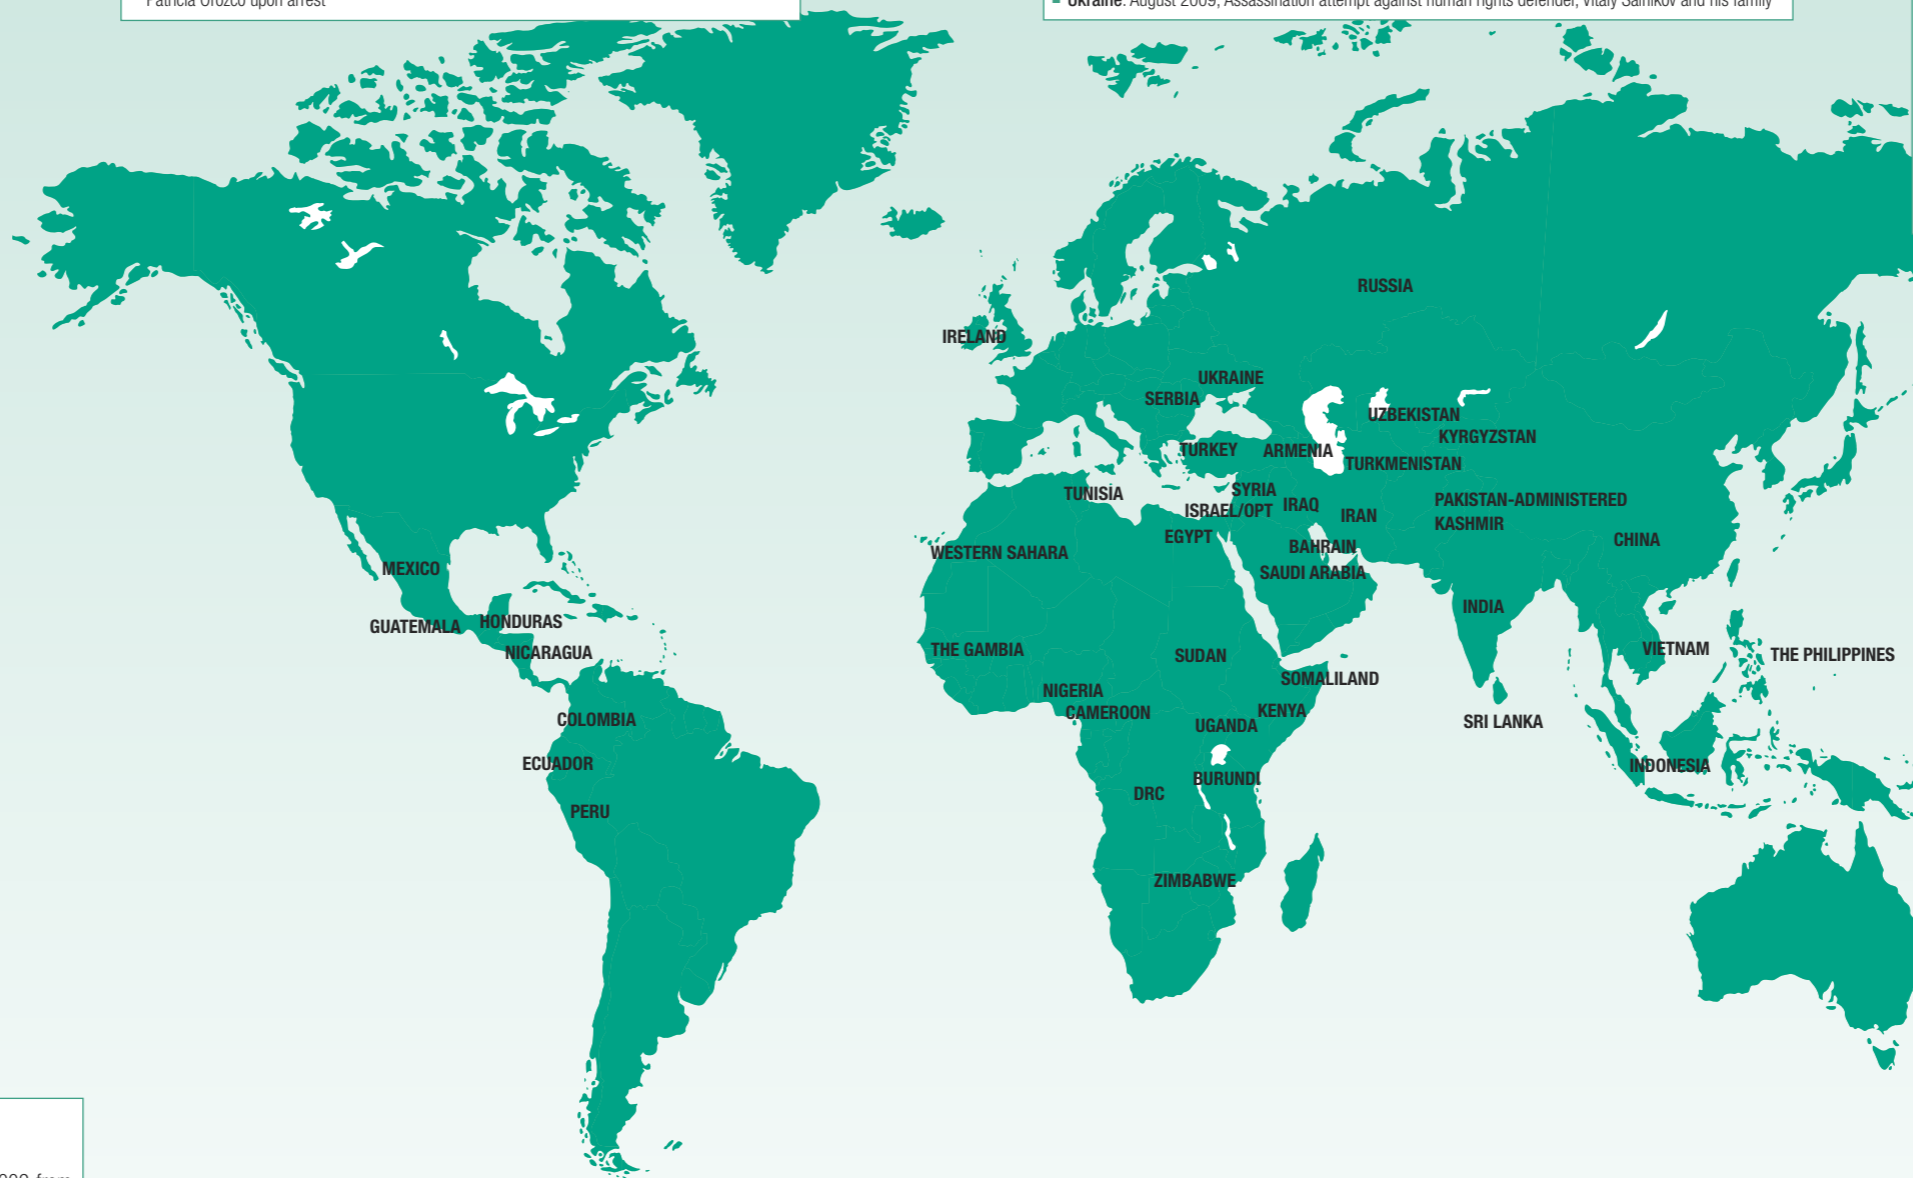 Patricia Orozco upon arrest
Ukraine: August 2009, Assassination attempt against human rights defender, Vitaly Salnikov and his family
RUSSIA
IRELAND
UKRAINE
SERBIA
UZBEKISTAN
KYRGYZSTAN
TURKEY
ARMENIA
TURKMENISTAN
TUNISIA
SYRIA
ISRAEL/OPT
IRAQ
IRAN
PAKISTAN-ADMINISTERED
KASHMIR
EGYPT
CHINA
BAHRAIN
WESTERN SAHARA
MEXICO
SAUDI ARABIA
INDIA
GUATEMALA
HONDURAS
NICARAGUA
THE GAMBIA
SUDAN
VIETNAM
THE PHILIPPINES
SOMALILAND
NIGERIA
CAMEROON
KENYA
COLOMBIA
UGANDA
SRI LANKA
ECUADOR
INDONESIA
BURUNDI
DRC
PERU
ZIMBABWE
from